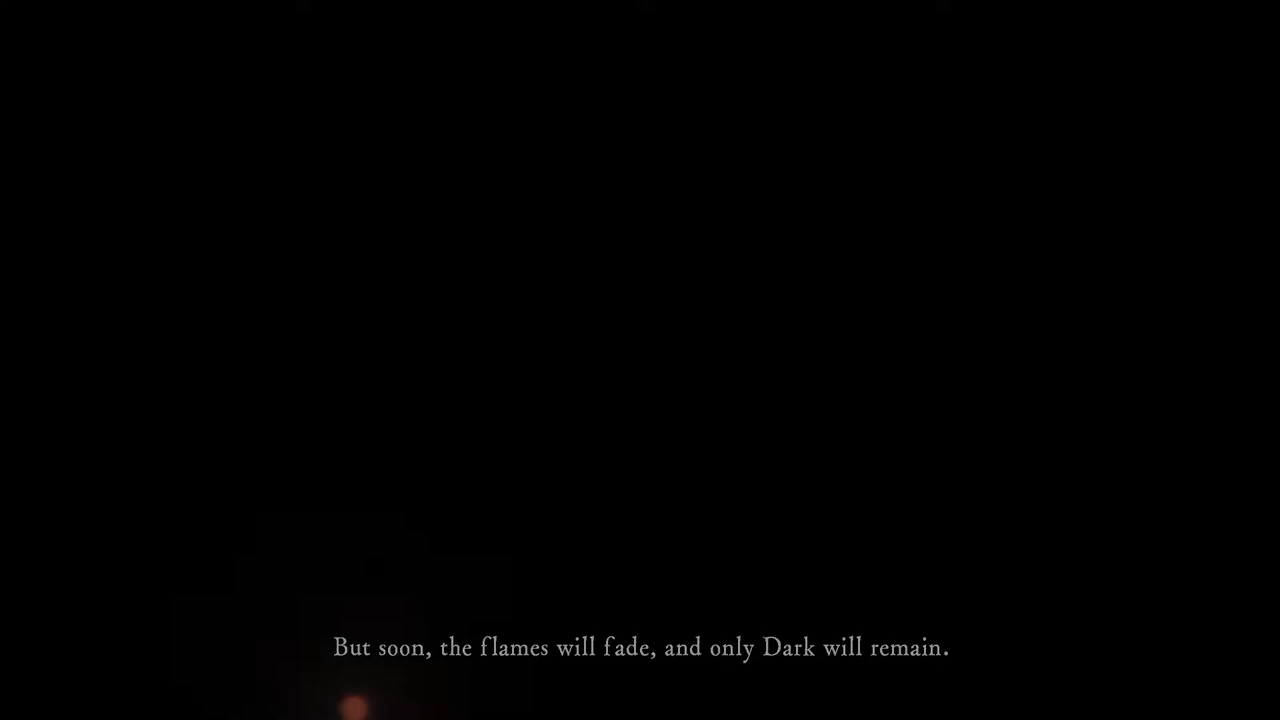 But soon, the flames will fade, and only Dark will remain.